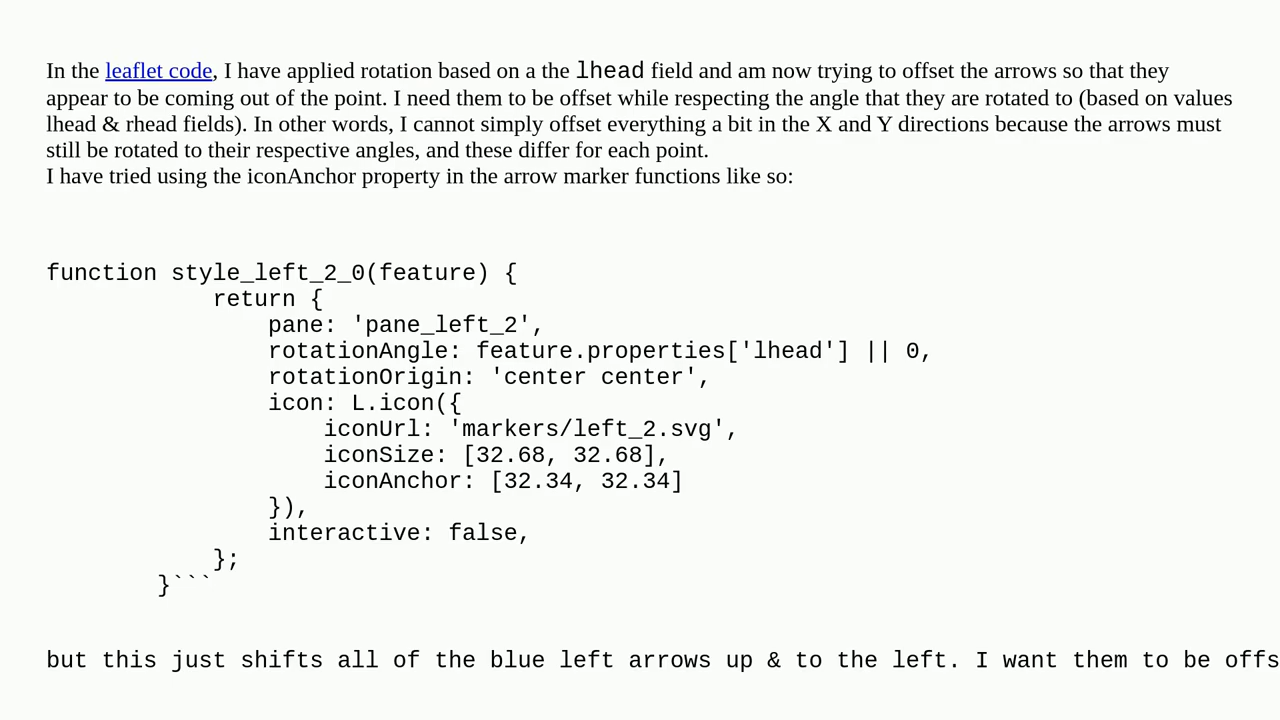 In the leaflet code, I have applied rotation based on a the lhead field and am now trying to offset the arrows so that they
appear to be coming out of the point. I need them to be offset while respecting the angle that they are rotated to (based on values
lhead & rhead fields). In other words, I cannot simply offset everything a bit in the X and Y directions because the arrows must
still be rotated to their respective angles, and these differ for each point.
I have tried using the iconAnchor property in the arrow marker functions like so:
function style_left_2_0(feature) {
            return {
                pane: 'pane_left_2',
                rotationAngle: feature.properties['lhead'] || 0,
                rotationOrigin: 'center center',
                icon: L.icon({
                    iconUrl: 'markers/left_2.svg',
                    iconSize: [32.68, 32.68],
                    iconAnchor: [32.34, 32.34]
                }),
                interactive: false,
            };
        }```
but this just shifts all of the blue left arrows up & to the left. I want them to be offs